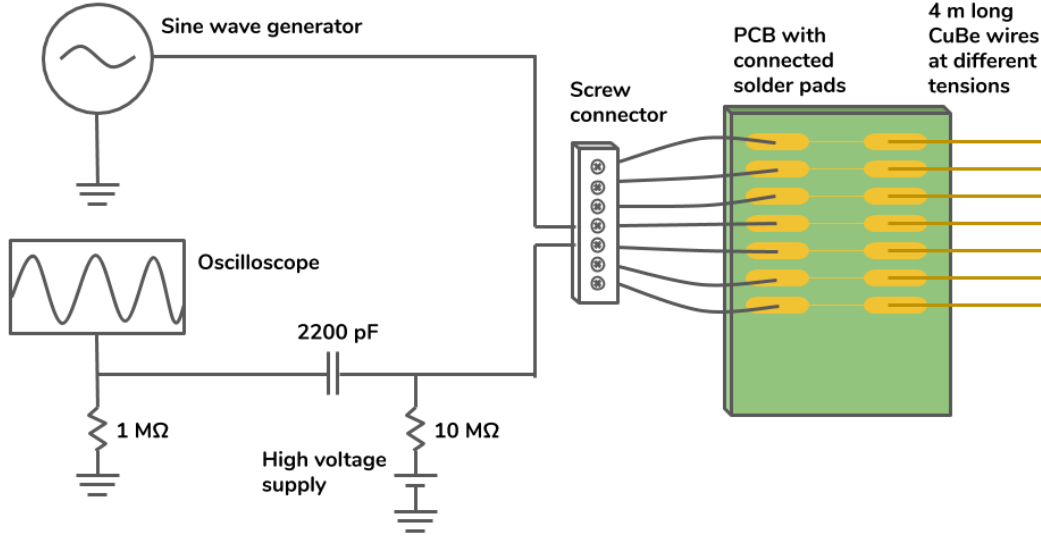 Sine wave generator
4 m long
CuBe wires
at different
tensions
PCB with
connected
solder pads
Screw
connector
Oscilloscope
2200 pF
1 MΩ
10 MΩ
High voltage
supply